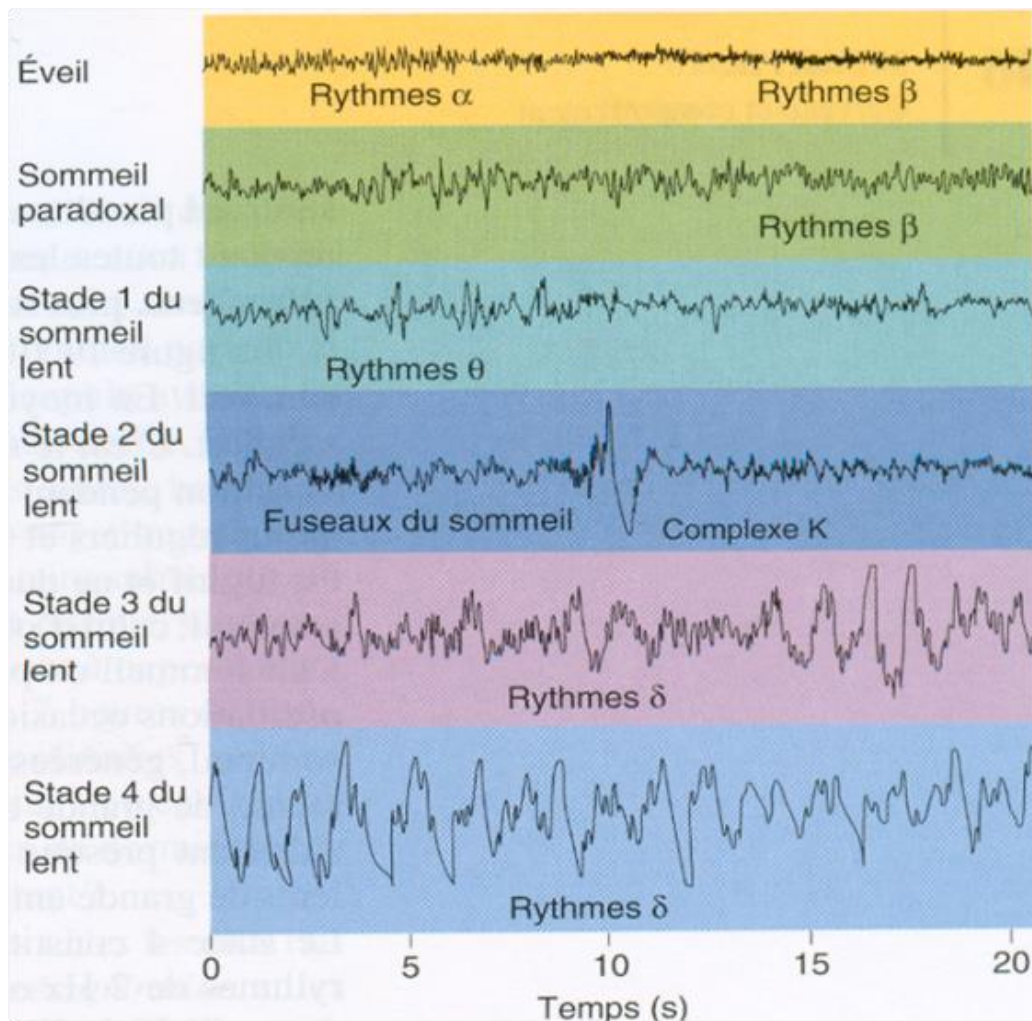 Éveil
Rythmes α
Rythmes β
Sommeil
paradoxal
Rythmes β
Stade 1 du
sommeil
lent
Rythmes θ
Stade 2 du
sommeil
lent
Fuseaux du sommeil
Complexe K
Stade 3 du
sommeil
lent
Rythmes δ
Stade 4 du
sommeil
lent
Rythmes δ
0 5 10 15 20
Temps (s)